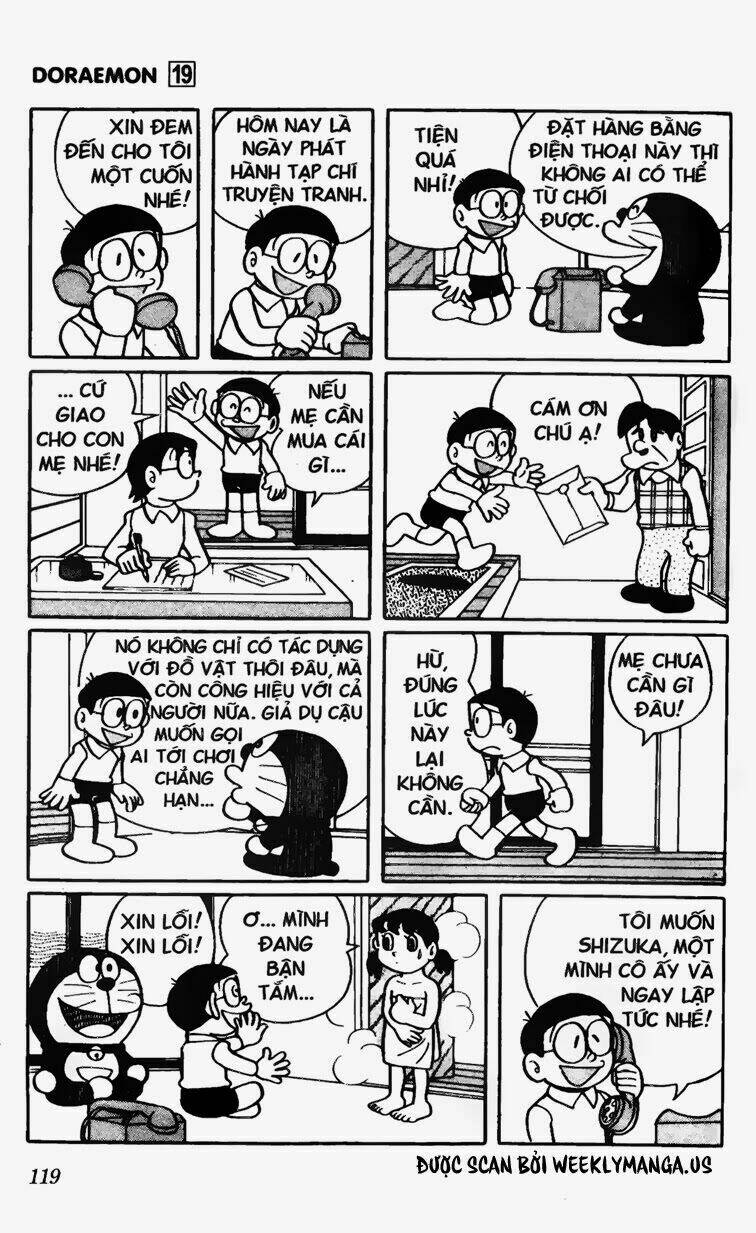 DORAEMON 19
ĐẶT HÀNG BẰNG
ĐIỆN THOẠI NÀY THÌ
KHÔNG AI CÓ THỂ
TỪ CHỐI
ĐƯỢC.
TIỆN
QUÁ
NHỈ!
HÔM NAY LÀ
NGÀY PHÁT
HÀNH TẠP CHÍ
TRUYỆN TRANH.
XIN ĐEM
ĐẾN CHO TÔI
MỘT CUỐN
NHÉ!
CÁM ƠN
CHÚ Ạ!
NẾU
MẸ CẦN
MUA CÁI
GÌ...
... CỨ
GIAO
CHO CON
MẸ NHÉ!
MẸ CHƯA
CẦN GÌ
ĐÂU!
HỪ,
ĐÚNG
LÚC
NÀY
LẠI
KHÔNG
CẦN.
NÓ KHÔNG CHỈ CÓ TÁC DỤNG
VỚI ĐỒ VẬT THÔI ĐÂU, MÀ
CÒN CÔNG HIỆU VỚI CẢ
NGƯỜI NỮA. GIẢ DỤ CẬU
MUỐN GỌI
AI TỚI CHƠI
CHẲNG
HẠN...
TÔI MUỐN
SHIZUKA, MỘT
MÌNH CÔ ẤY VÀ
NGAY LẬP
TỨC NHÉ!
Ơ... MÌNH
ĐANG
BẬN
TẮM...
XIN LỖI!
XIN LỖI!
ĐƯỢC SCAN BỞI WEEKLYMANGA.US
119